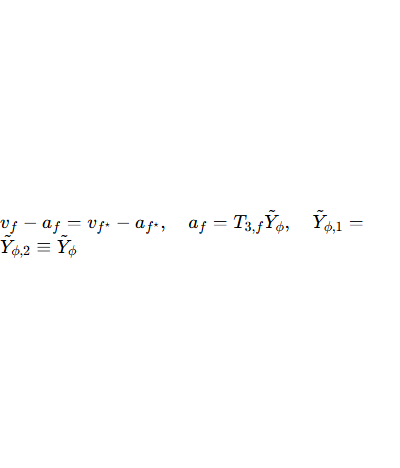 $v_f - a_f = v_{f^\star} - a_{f^\star}, \quad a_f = T_{3,f}\tilde{Y}_\phi, \quad \tilde{Y}_{\phi,1} =$
$\tilde{Y}_{\phi,2} \equiv \tilde{Y}_\phi$